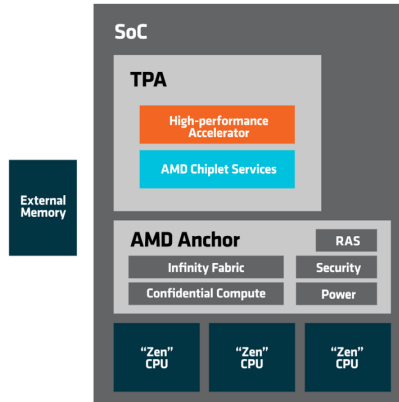 SoC
TPA
High-performance
Accelerator
AMD Chiplet Services
External
Memory
AMD Anchor
RAS
Infinity Fabric
Security
Confidential Compute
Power
“Zen”
CPU
“Zen”
CPU
“Zen”
CPU